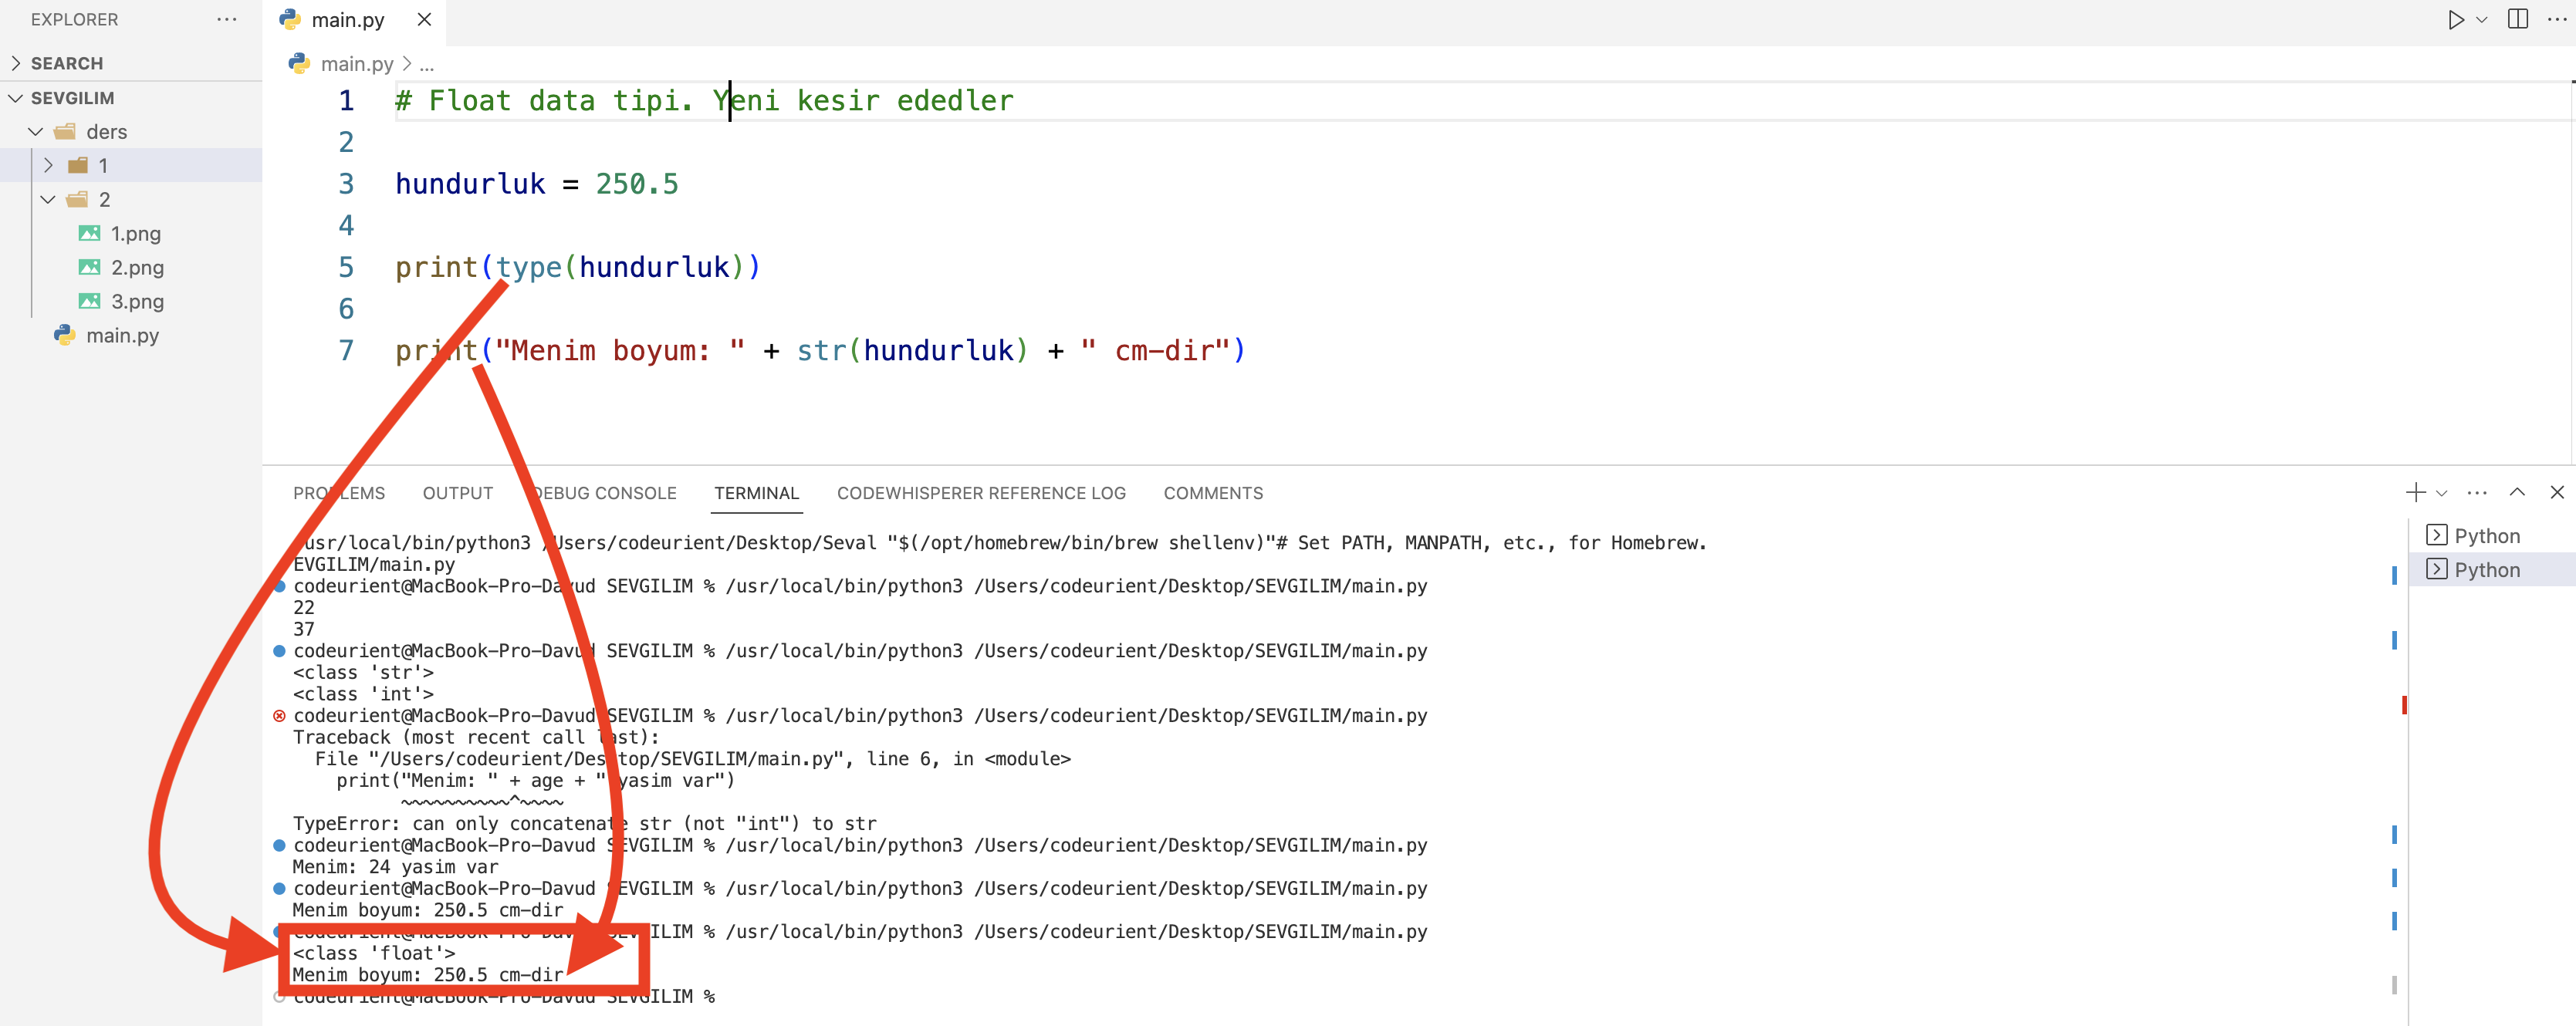 EXPLORER
SEARCH
SEVGILIM
ders
1
2
1.png
2.png
3.png
main.py
main.py
main.py > ...
1 # Float data tipi. Yeni kesir ededler
2
3 hundurluk = 250.5
4
5 print(type(hundurluk))
6
7 print("Menim boyum: " + str(hundurluk) + " cm-dir")
PROBLEMS OUTPUT DEBUG CONSOLE TERMINAL CODEWHISPERER REFERENCE LOG COMMENTS
Python
Python
/usr/local/bin/python3 /Users/codeurient/Desktop/Seval "$(/opt/homebrew/bin/brew shellenv)"# Set PATH, MANPATH, etc., for Homebrew.
EVGILIM/main.py
codeurient@MacBook-Pro-Davud SEVGILIM % /usr/local/bin/python3 /Users/codeurient/Desktop/SEVGILIM/main.py
22
37
codeurient@MacBook-Pro-Davud SEVGILIM % /usr/local/bin/python3 /Users/codeurient/Desktop/SEVGILIM/main.py
<class 'str'>
<class 'int'>
codeurient@MacBook-Pro-Davud SEVGILIM % /usr/local/bin/python3 /Users/codeurient/Desktop/SEVGILIM/main.py
Traceback (most recent call last):
  File "/Users/codeurient/Desktop/SEVGILIM/main.py", line 6, in <module>
    print("Menim: " + age + " yasim var")
          ~~~~~~~~~~^~~~~
TypeError: can only concatenate str (not "int") to str
codeurient@MacBook-Pro-Davud SEVGILIM % /usr/local/bin/python3 /Users/codeurient/Desktop/SEVGILIM/main.py
Menim: 24 yasim var
codeurient@MacBook-Pro-Davud SEVGILIM % /usr/local/bin/python3 /Users/codeurient/Desktop/SEVGILIM/main.py
Menim boyum: 250.5 cm-dir
codeurient@MacBook-Pro-Davud SEVGILIM % /usr/local/bin/python3 /Users/codeurient/Desktop/SEVGILIM/main.py
<class 'float'>
Menim boyum: 250.5 cm-dir
codeurient@MacBook-Pro-Davud SEVGILIM %